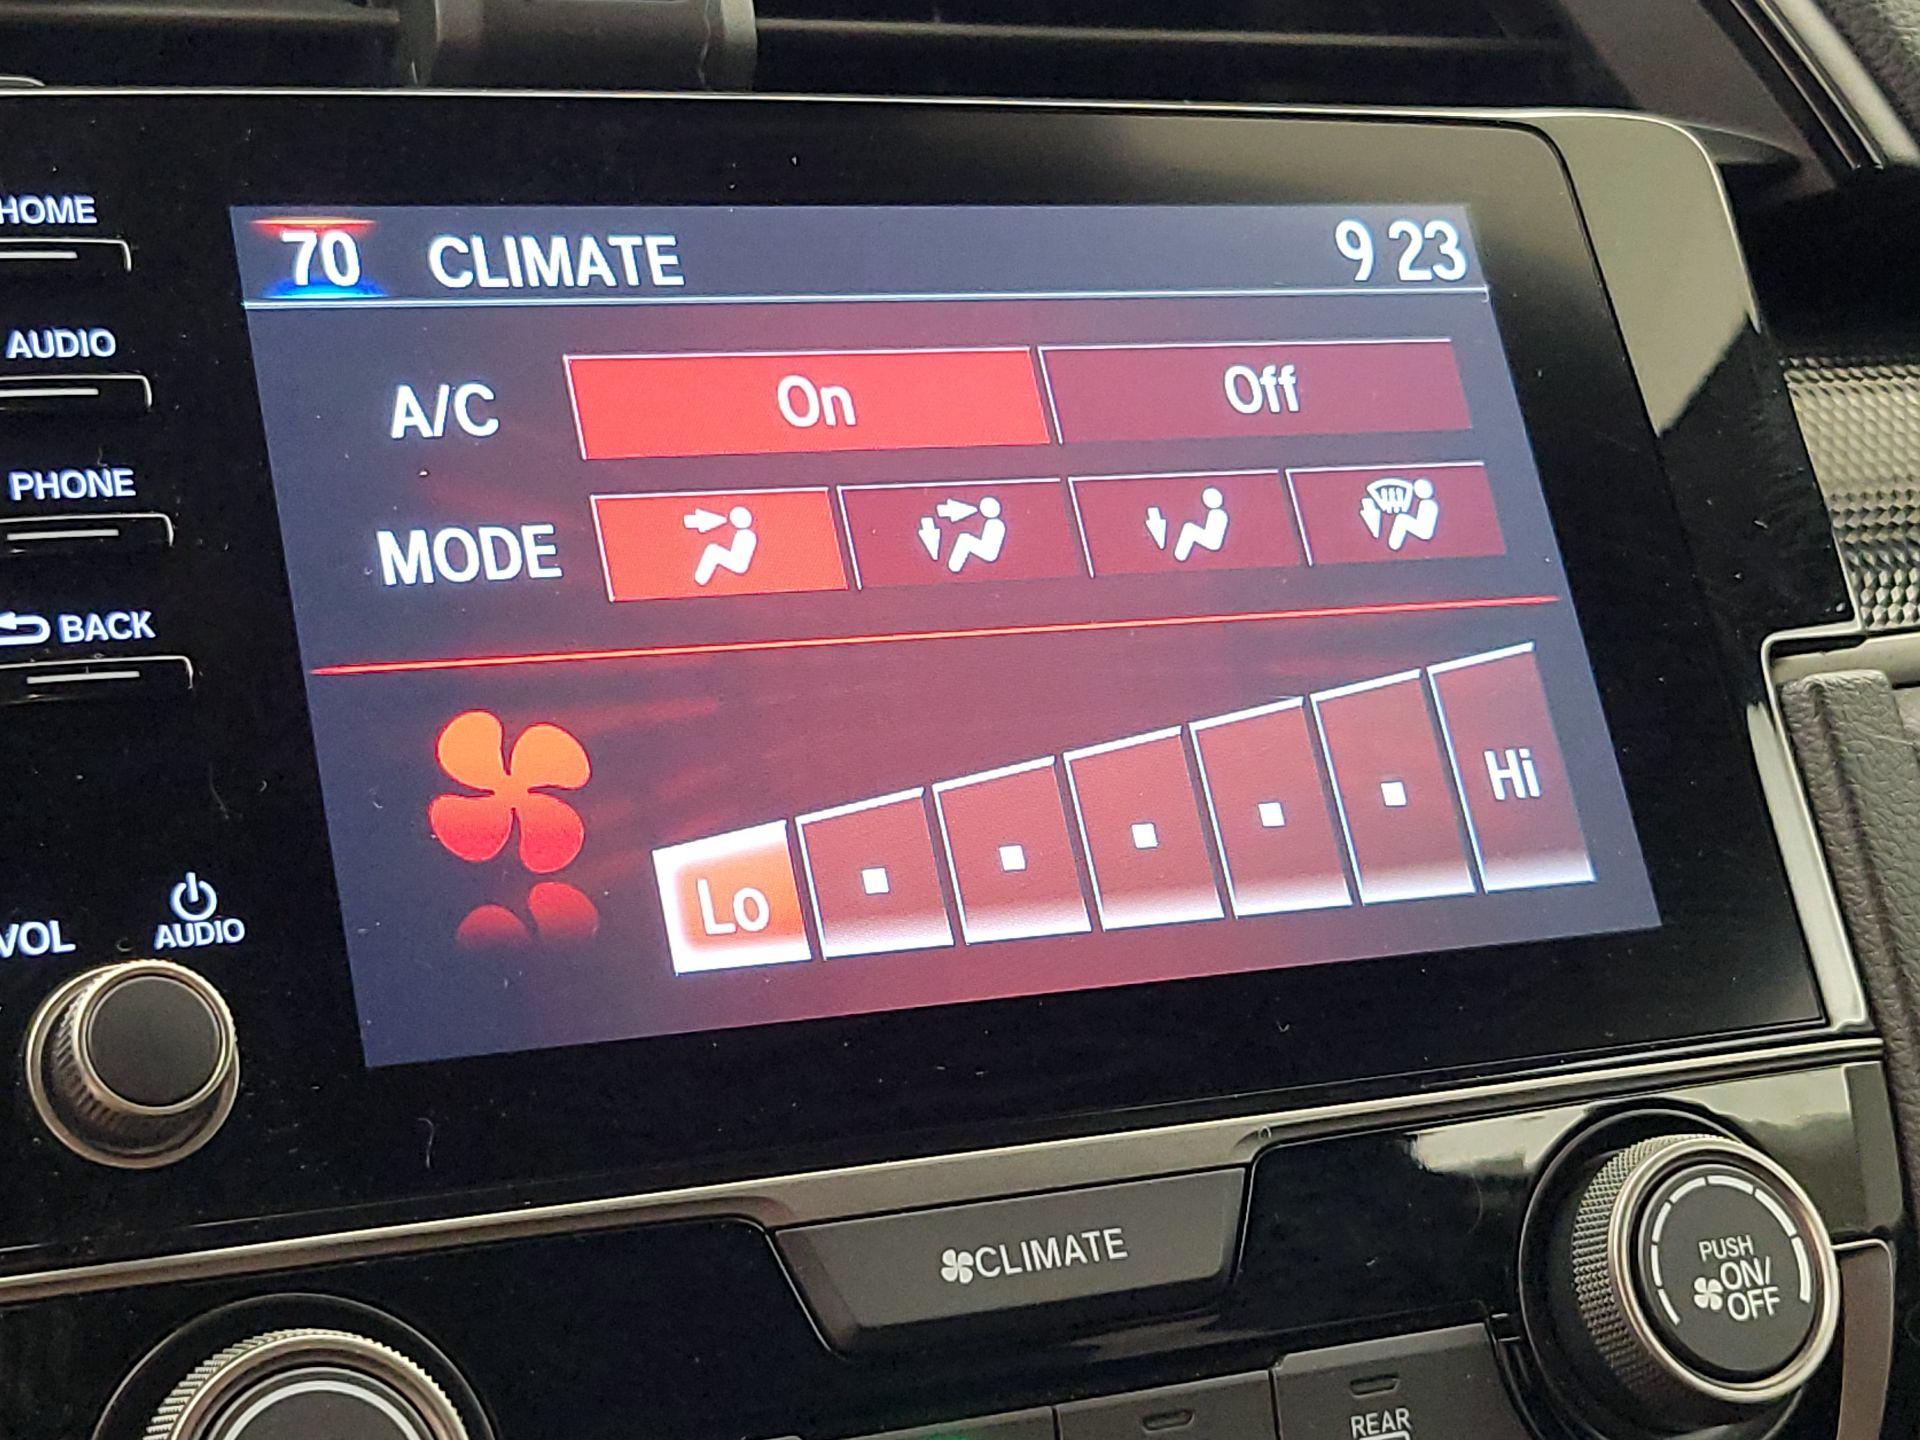 HOME
AUDIO
PHONE
BACK
VOL
AUDIO
70 CLIMATE 9 23
A/C On Off
MODE
Lo Hi
CLIMATE
PUSH
ON/
OFF
REAR